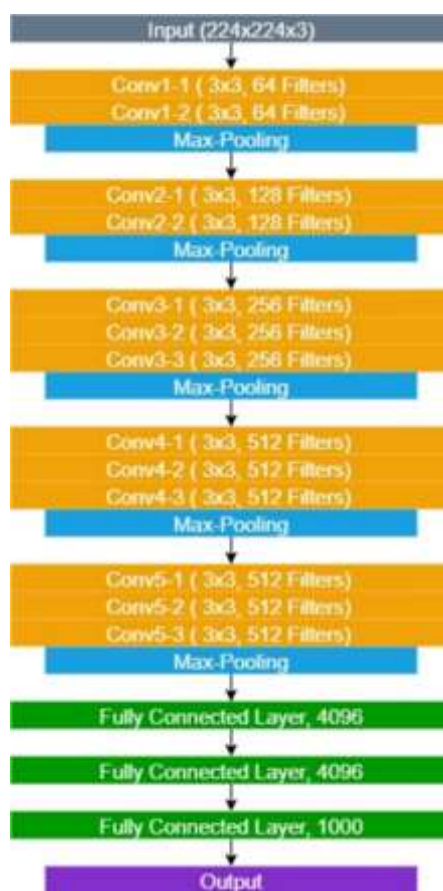 Input (224x224x3)
Conv1-1 ( 3x3, 64 Filters)
Conv1-2 ( 3x3, 64 Filters)
Max-Pooling
Conv2-1 ( 3x3, 128 Filters)
Conv2-2 ( 3x3, 128 Filters)
Max-Pooling
Conv3-1 ( 3x3, 256 Filters)
Conv3-2 ( 3x3, 256 Filters)
Conv3-3 ( 3x3, 256 Filters)
Max-Pooling
Conv4-1 ( 3x3, 512 Filters)
Conv4-2 ( 3x3, 512 Filters)
Conv4-3 ( 3x3, 512 Filters)
Max-Pooling
Conv5-1 ( 3x3, 512 Filters)
Conv5-2 ( 3x3, 512 Filters)
Conv5-3 ( 3x3, 512 Filters)
Max-Pooling
Fully Connected Layer, 4096
Fully Connected Layer, 4096
Fully Connected Layer, 1000
Output